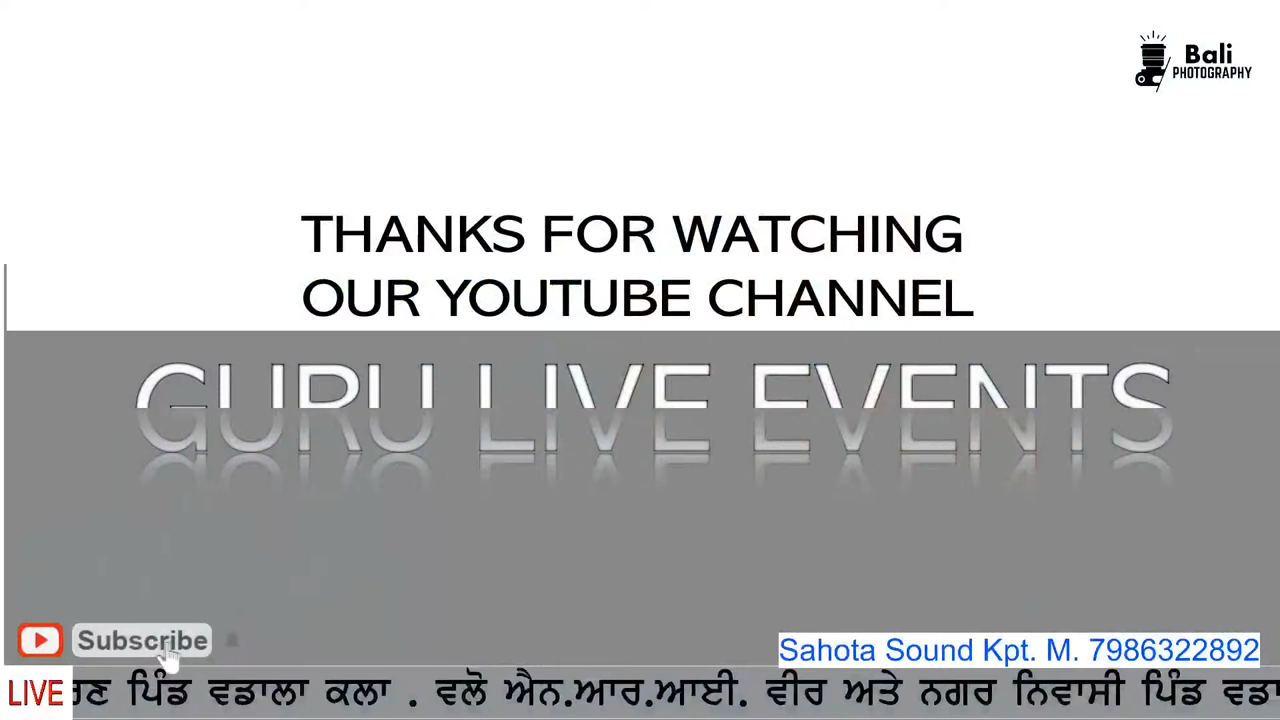 Bali
PHOTOGRAPHY
THANKS FOR WATCHING
OUR YOUTUBE CHANNEL
GURU LIVE EVENTS
Subscribe
Sahota Sound Kpt. M. 7986322892
LIVE ਪਿੰਡ ਵਡਾਲਾ ਕਲਾ . ਵਲੋ ਐਨ.ਆਰ.ਆਈ. ਵੀਰ ਅਤੇ ਨਗਰ ਨਿਵਾਸੀ ਪਿੰਡ